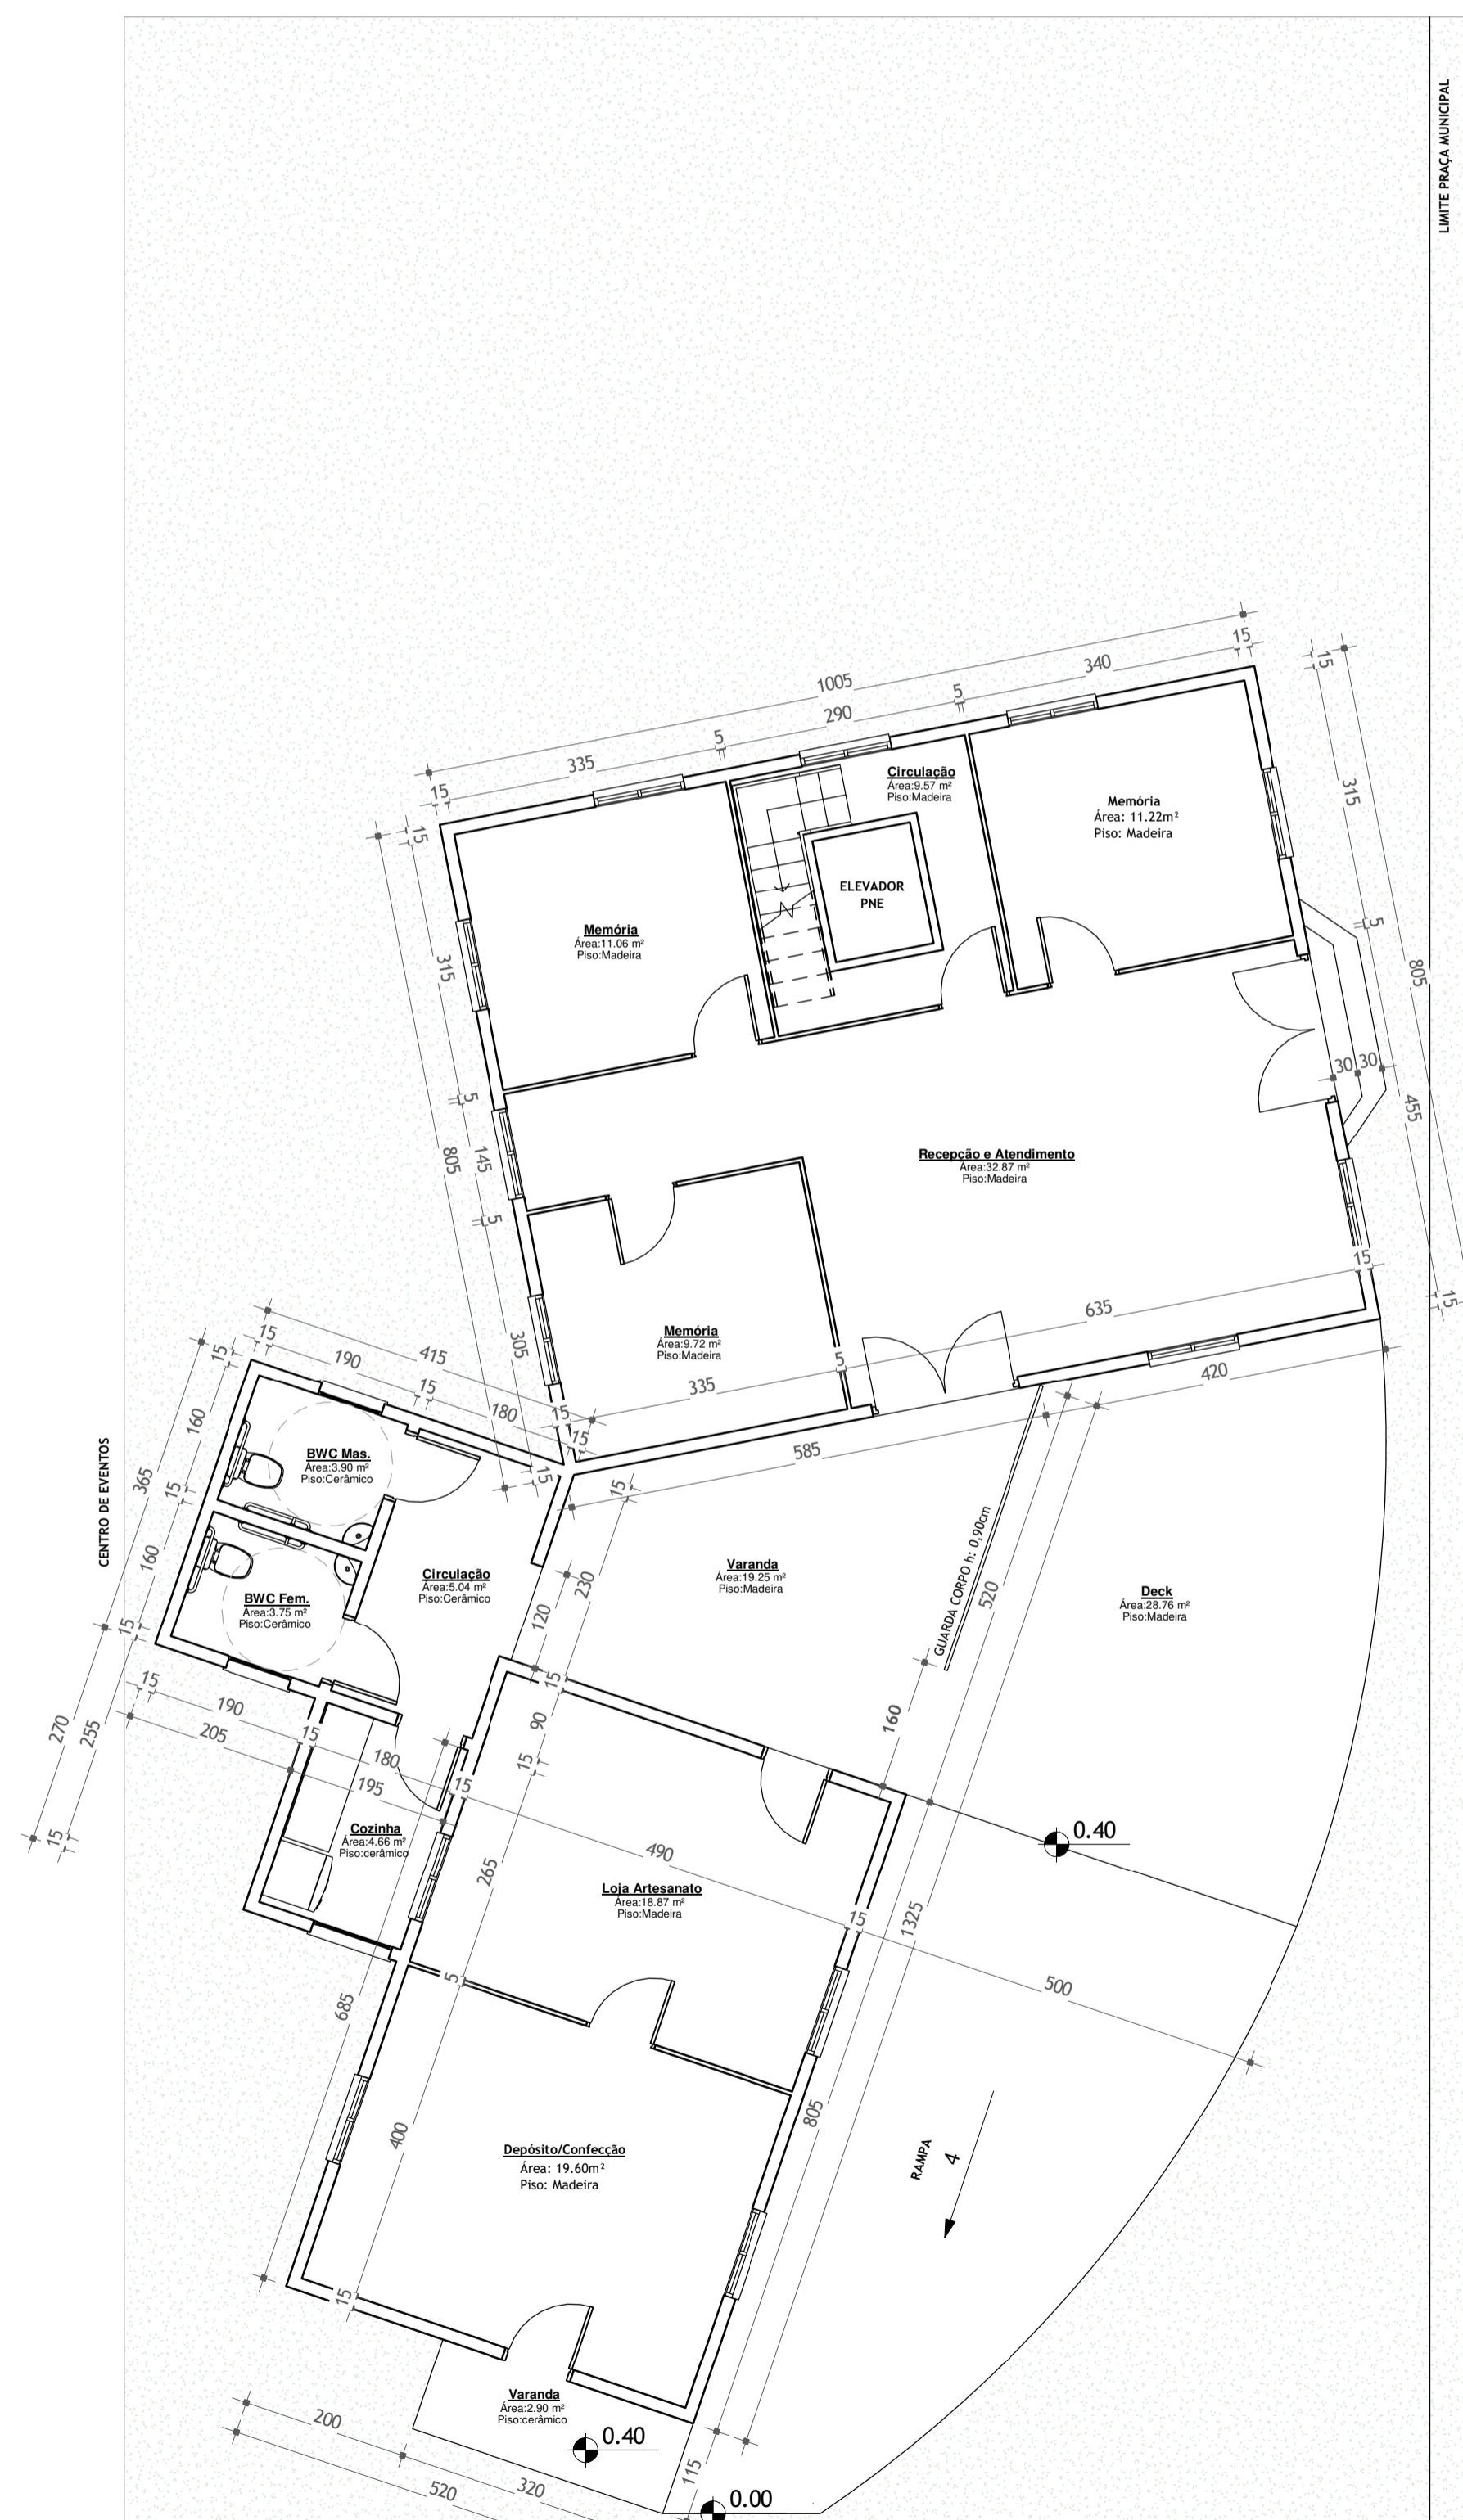 LIMITE PRAÇA MUNICIPAL
1005
15
340
5
290
5
335
15
15
315
5
805
455
15
30 30
15
315
5
805
145
5
305
Circulação
Área:9.57 m²
Piso:Madeira
Memória
Área: 11.22m²
Piso: Madeira
ELEVADOR
PNE
Memória
Área:11.06 m²
Piso:Madeira
Recepção e Atendimento
Área:32.87 m²
Piso:Madeira
15
635
5
335
15
Memória
Área:9.72 m²
Piso:Madeira
420
585
15
15
415
15
190
15
180
15
160
365
15
160
15
CENTRO DE EVENTOS
BWC Mas.
Área:3.90 m²
Piso:Cerâmico
BWC Fem.
Área:3.75 m²
Piso:Cerâmico
Circulação
Área:5.04 m²
Piso:Cerâmico
15
230
120
15
90
15
Varanda
Área:19.25 m²
Piso:Madeira
GUARDA CORPO h: 0,90cm
520
160
Deck
Área:28.76 m²
Piso:Madeira
15
190
15
205
180
195
15
270
255
15
Cozinha
Área:4.66 m²
Piso:cerâmico
490
265
Loja Artesanato
Área:18.87 m²
Piso:Madeira
15
1325
0.40
500
5
685
400
805
RAMPA
4
Depósito/Confecção
Área: 19.60m²
Piso: Madeira
15
Varanda
Área:2.90 m²
Piso:cerâmico
0.40
200
520
320
115
0.00